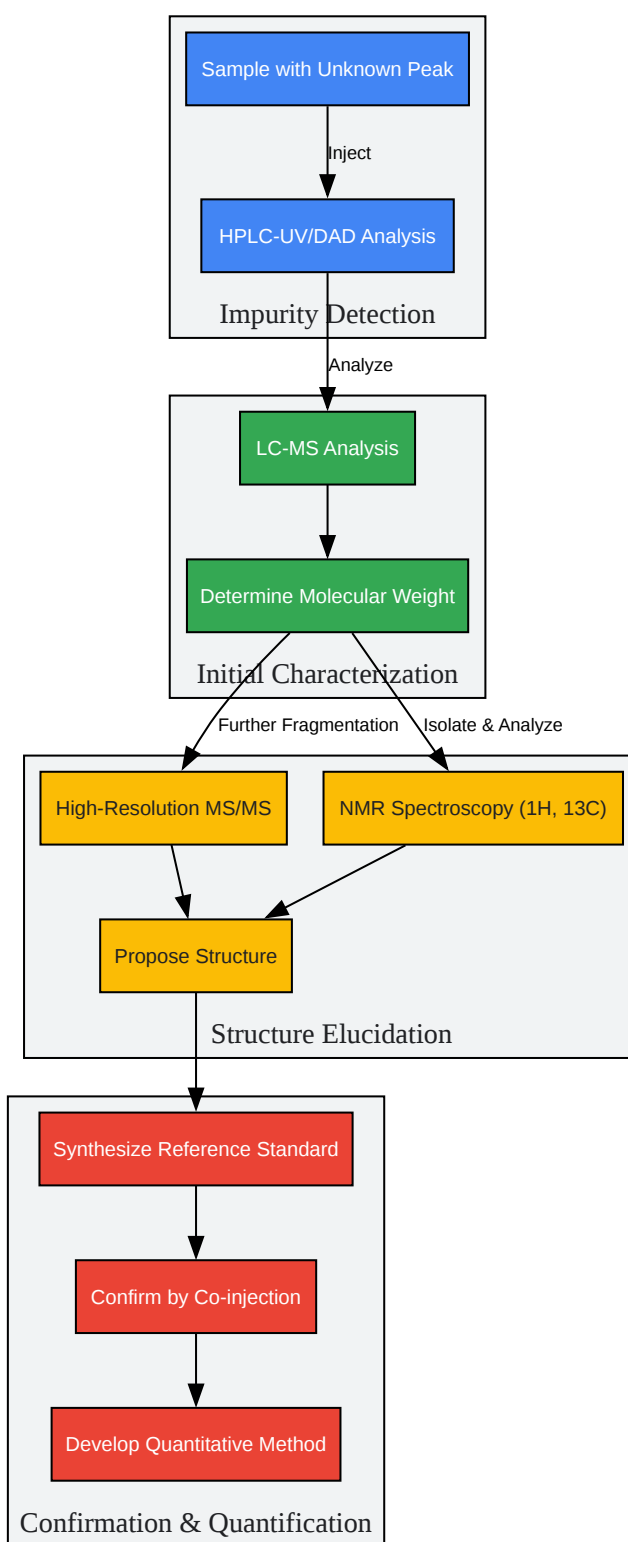 Sample with Unknown Peak
Inject
HPLC-UV/DAD Analysis
Impurity Detection
Analyze
LC-MS Analysis
Determine Molecular Weight
Initial Characterization
Further Fragmentation
Isolate & Analyze
High-Resolution MS/MS
NMR Spectroscopy (1H, 13C)
Propose Structure
Structure Elucidation
Synthesize Reference Standard
Confirm by Co-injection
Develop Quantitative Method
Confirmation & Quantification